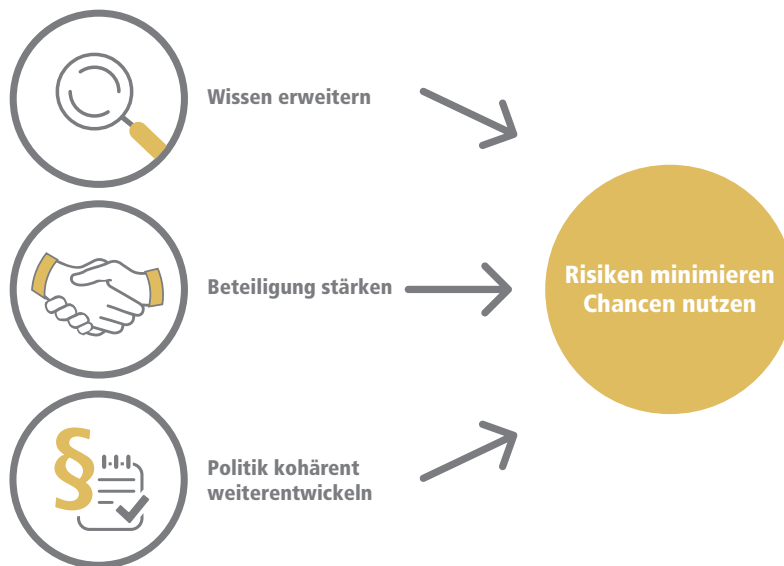 Wissen erweitern
Beteiligung stärken
Risiken minimieren
Chancen nutzen
§
Politik kohärent
weiterentwickeln